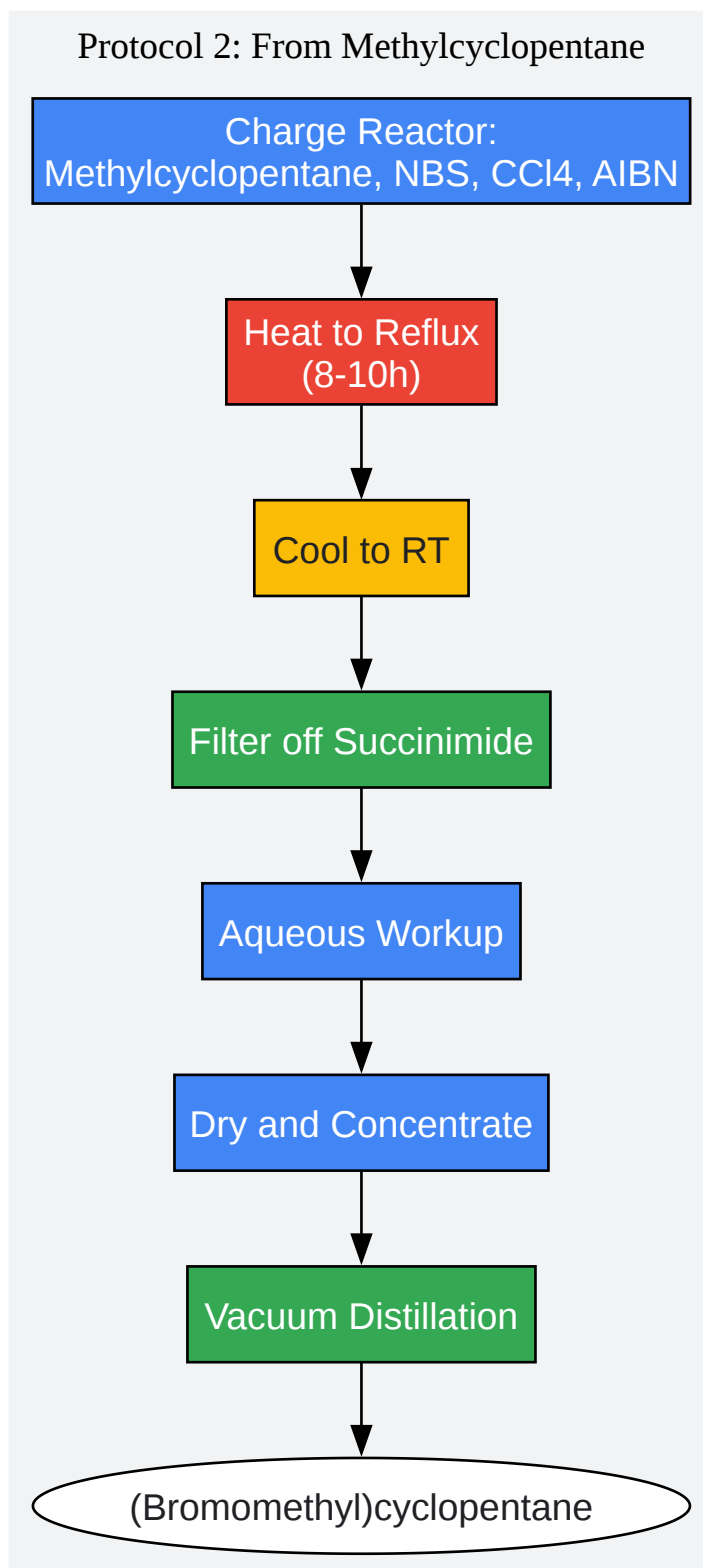 Protocol 2: From Methylcyclopentane
Charge Reactor:
Methylcyclopentane, NBS, CCl4, AIBN
Heat to Reflux
(8-10h)
Cool to RT
Filter off Succinimide
Aqueous Workup
Dry and Concentrate
Vacuum Distillation
(Bromomethyl)cyclopentane